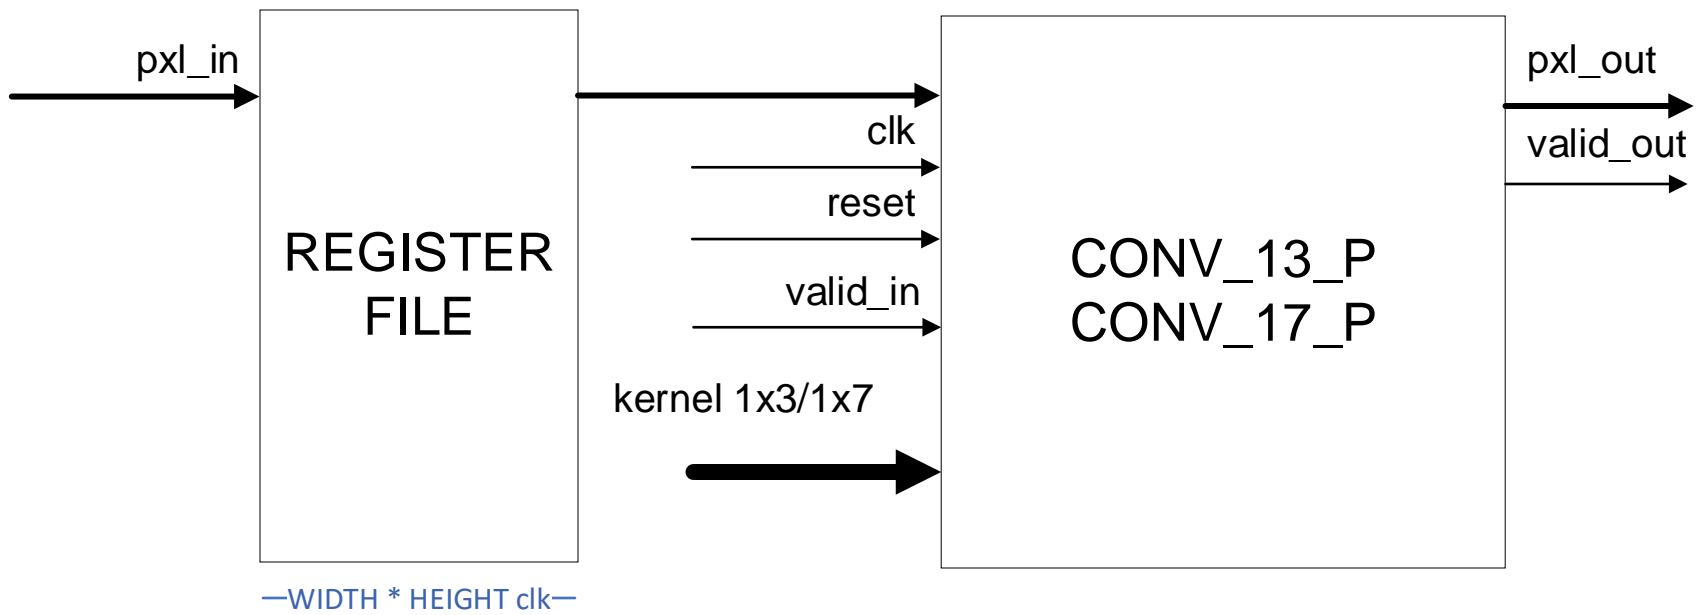 pxl_in
REGISTER
FILE
clk
reset
valid_in
kernel 1x3/1x7
CONV_13_P
CONV_17_P
pxl_out
valid_out
WIDTH * HEIGHT clk